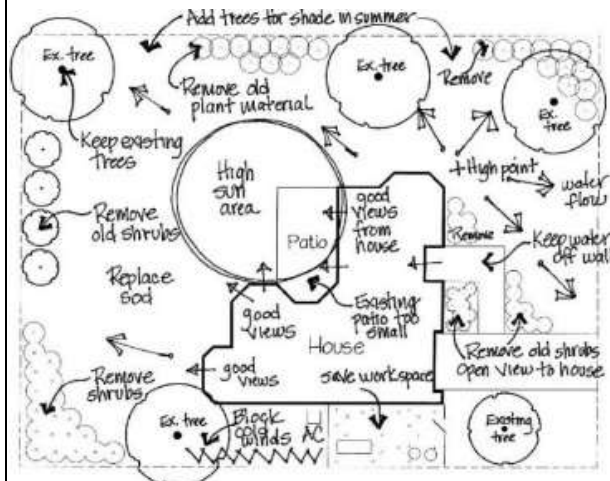 Add trees for shade in summer
Ex. tree
Remove old
plant material
Ex. tree
Remove
Ex.
tree
Keep existing
trees
High
sun
area
+ High point
water
flow
good
views
from
house
Patio
Remove
Keep water
off wall
Remove
old shrubs
Replace
sod
good
views
Existing
patio too
small
House
good
views
Remove old shrubs
open view to house
Remove
shrubs
save workspace
Ex. tree
Block
cold
winds
AC
Existing
tree